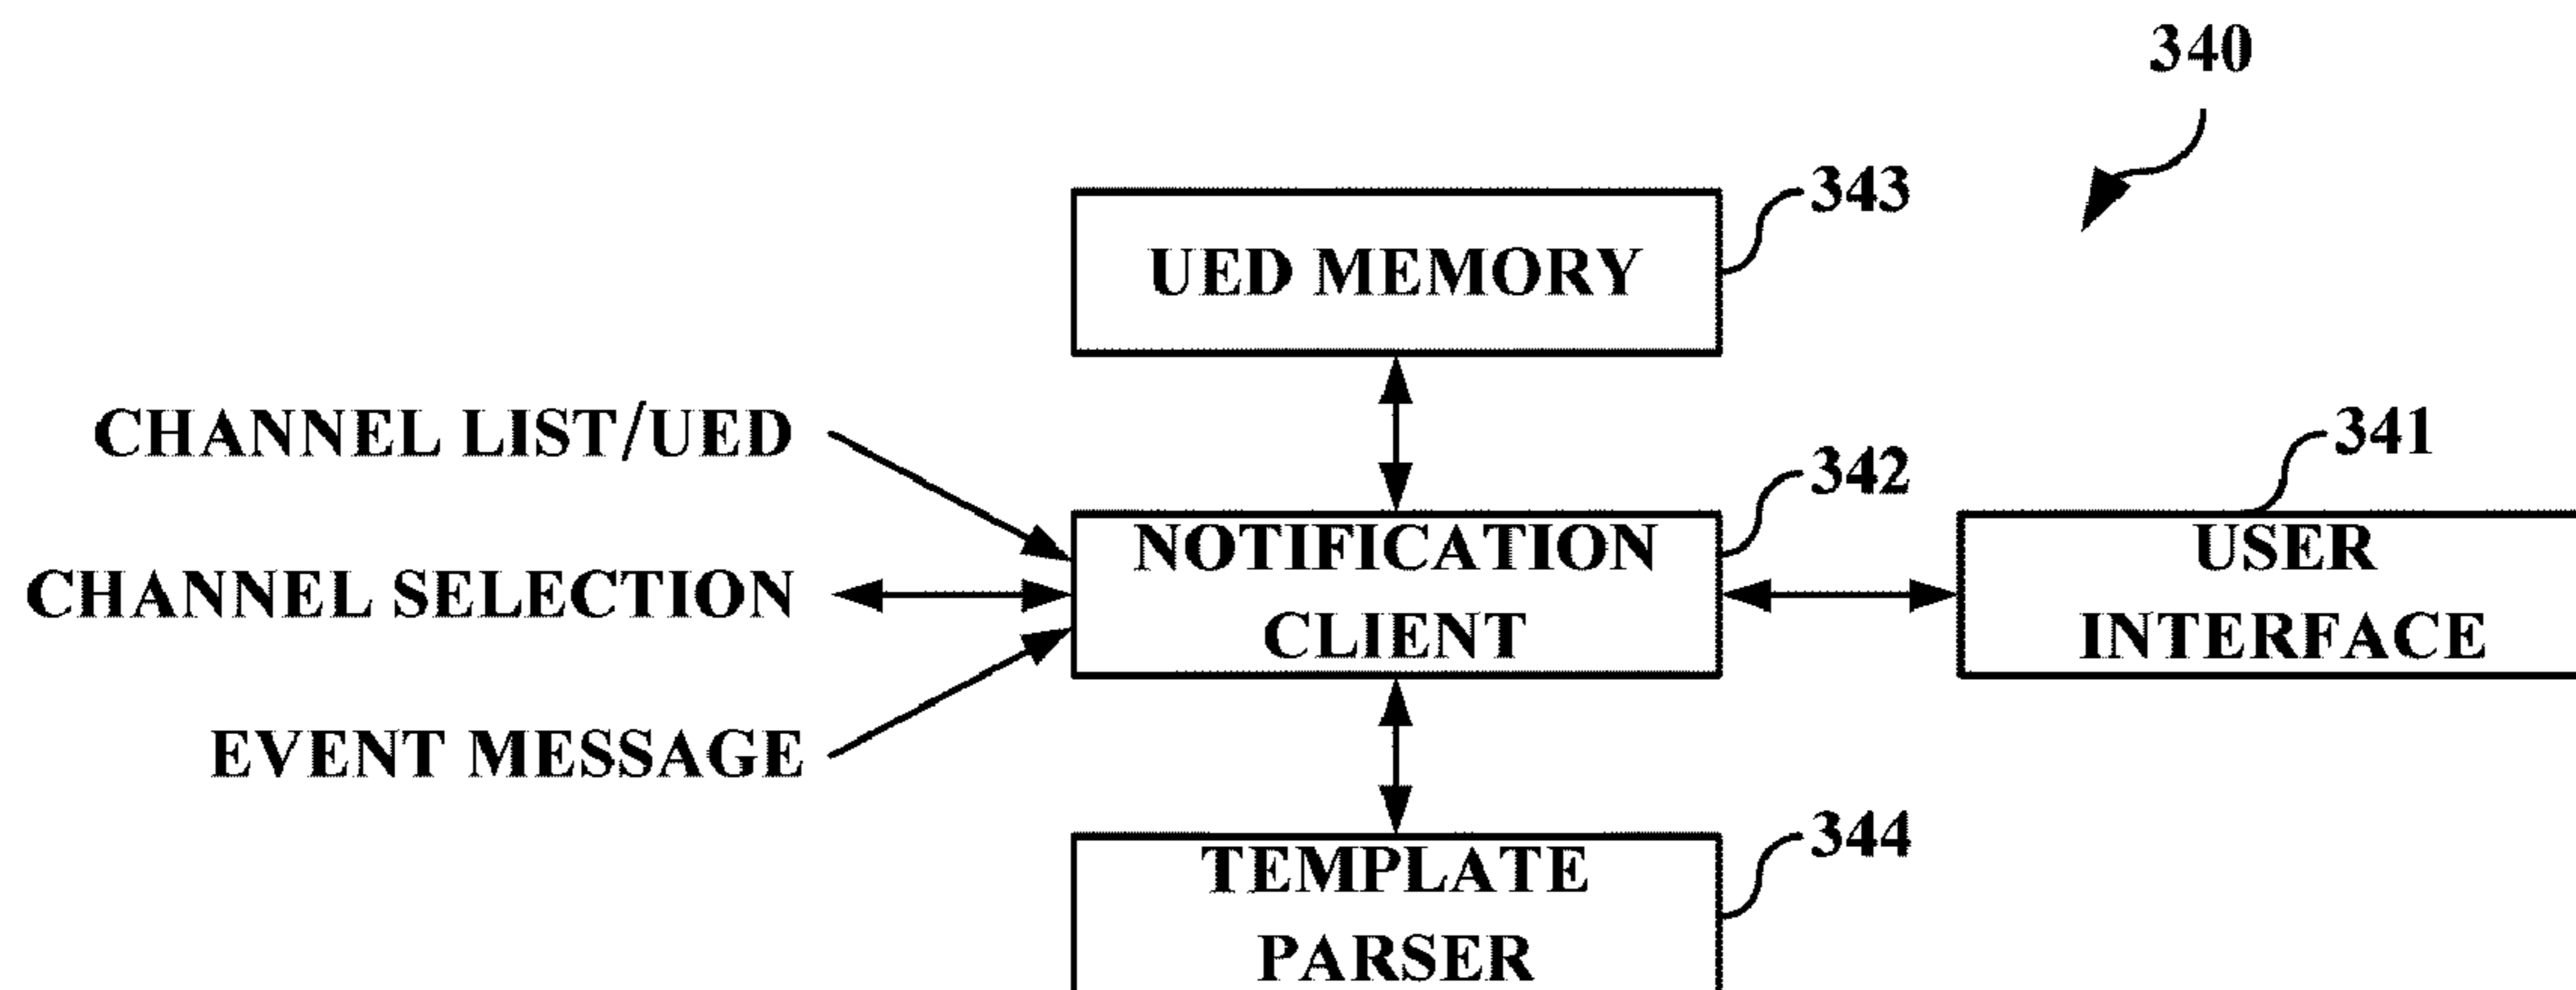 340
343
UED MEMORY
CHANNEL LIST/UED
342
341
NOTIFICATION
CLIENT
USER
INTERFACE
CHANNEL SELECTION
EVENT MESSAGE
344
TEMPLATE
PARSER